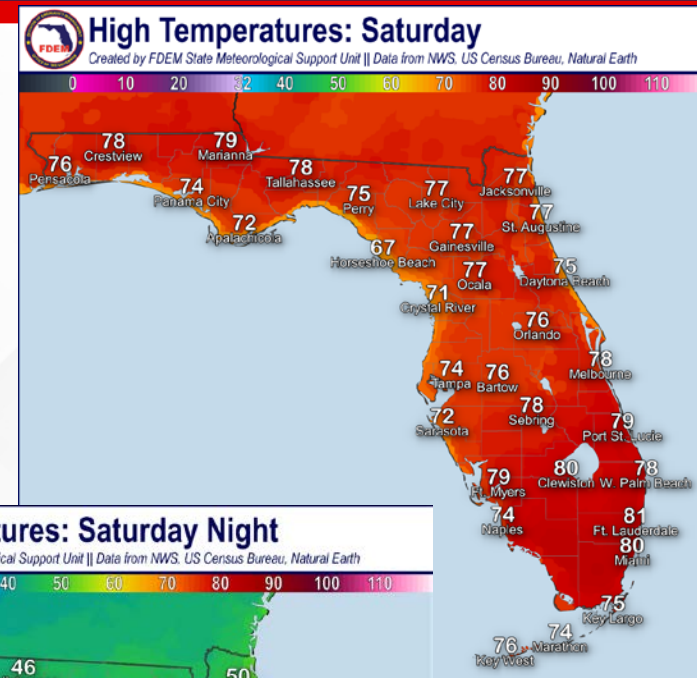 FDEM
High Temperatures: Saturday
Created by FDEM State Meteorological Support Unit || Data from NWS, US Census Bureau, Natural Earth
0 10 20 32 40 50 60 70 80 90 100 110
78
Crestview
79
Marianna
76
Pensacola
78
Tallahassee
74
Panama City
75
Perry
77
Lake City
77
Jacksonville
72
Apalachicola
77
St. Augustine
77
Gainesville
67
Horseshoe Beach
77
Ocala
75
Daytona Beach
71
Crystal River
76
Orlando
78
Melbourne
74
Tampa
76
Bartow
78
Sebring
72
Sarasota
79
Port St. Lucie
79
Ft. Myers
80
Clewiston
78
W. Palm Beach
74
Naples
81
Ft. Lauderdale
80
Miami
75
Key Largo
74
Marathon
76
Key West
tures: Saturday Night
ical Support Unit || Data from NWS, US Census Bureau, Natural Earth
40 50 60 70 80 90 100 110
46
50